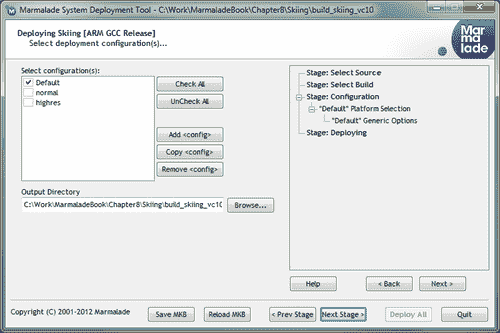 Marmalade System Deployment Tool - C:\Work\MarmaladeBook\Chapter8\Skiing\build_skiing_vc10
Deploying Skiing [ARM GCC Release]
Select deployment configuration(s)...
Mar
mala
de
Select configuration(s):
Default
normal
highres
Check All
UnCheck All
Add <config>
Copy <config>
Remove <config>
Output Directory
C:\Work\MarmaladeBook\Chapter8\Skiing\build_skiing_vc10
Browse...
Stage: Select Source
Stage: Select Build
Stage: Configuration
"Default" Platform Selection
"Default" Generic Options
Stage: Deploying
Help
< Back
Next >
Copyright (C) 2001-2012 Marmalade
Save MKB
Reload MKB
< Prev Stage
Next Stage >
Deploy All
Quit